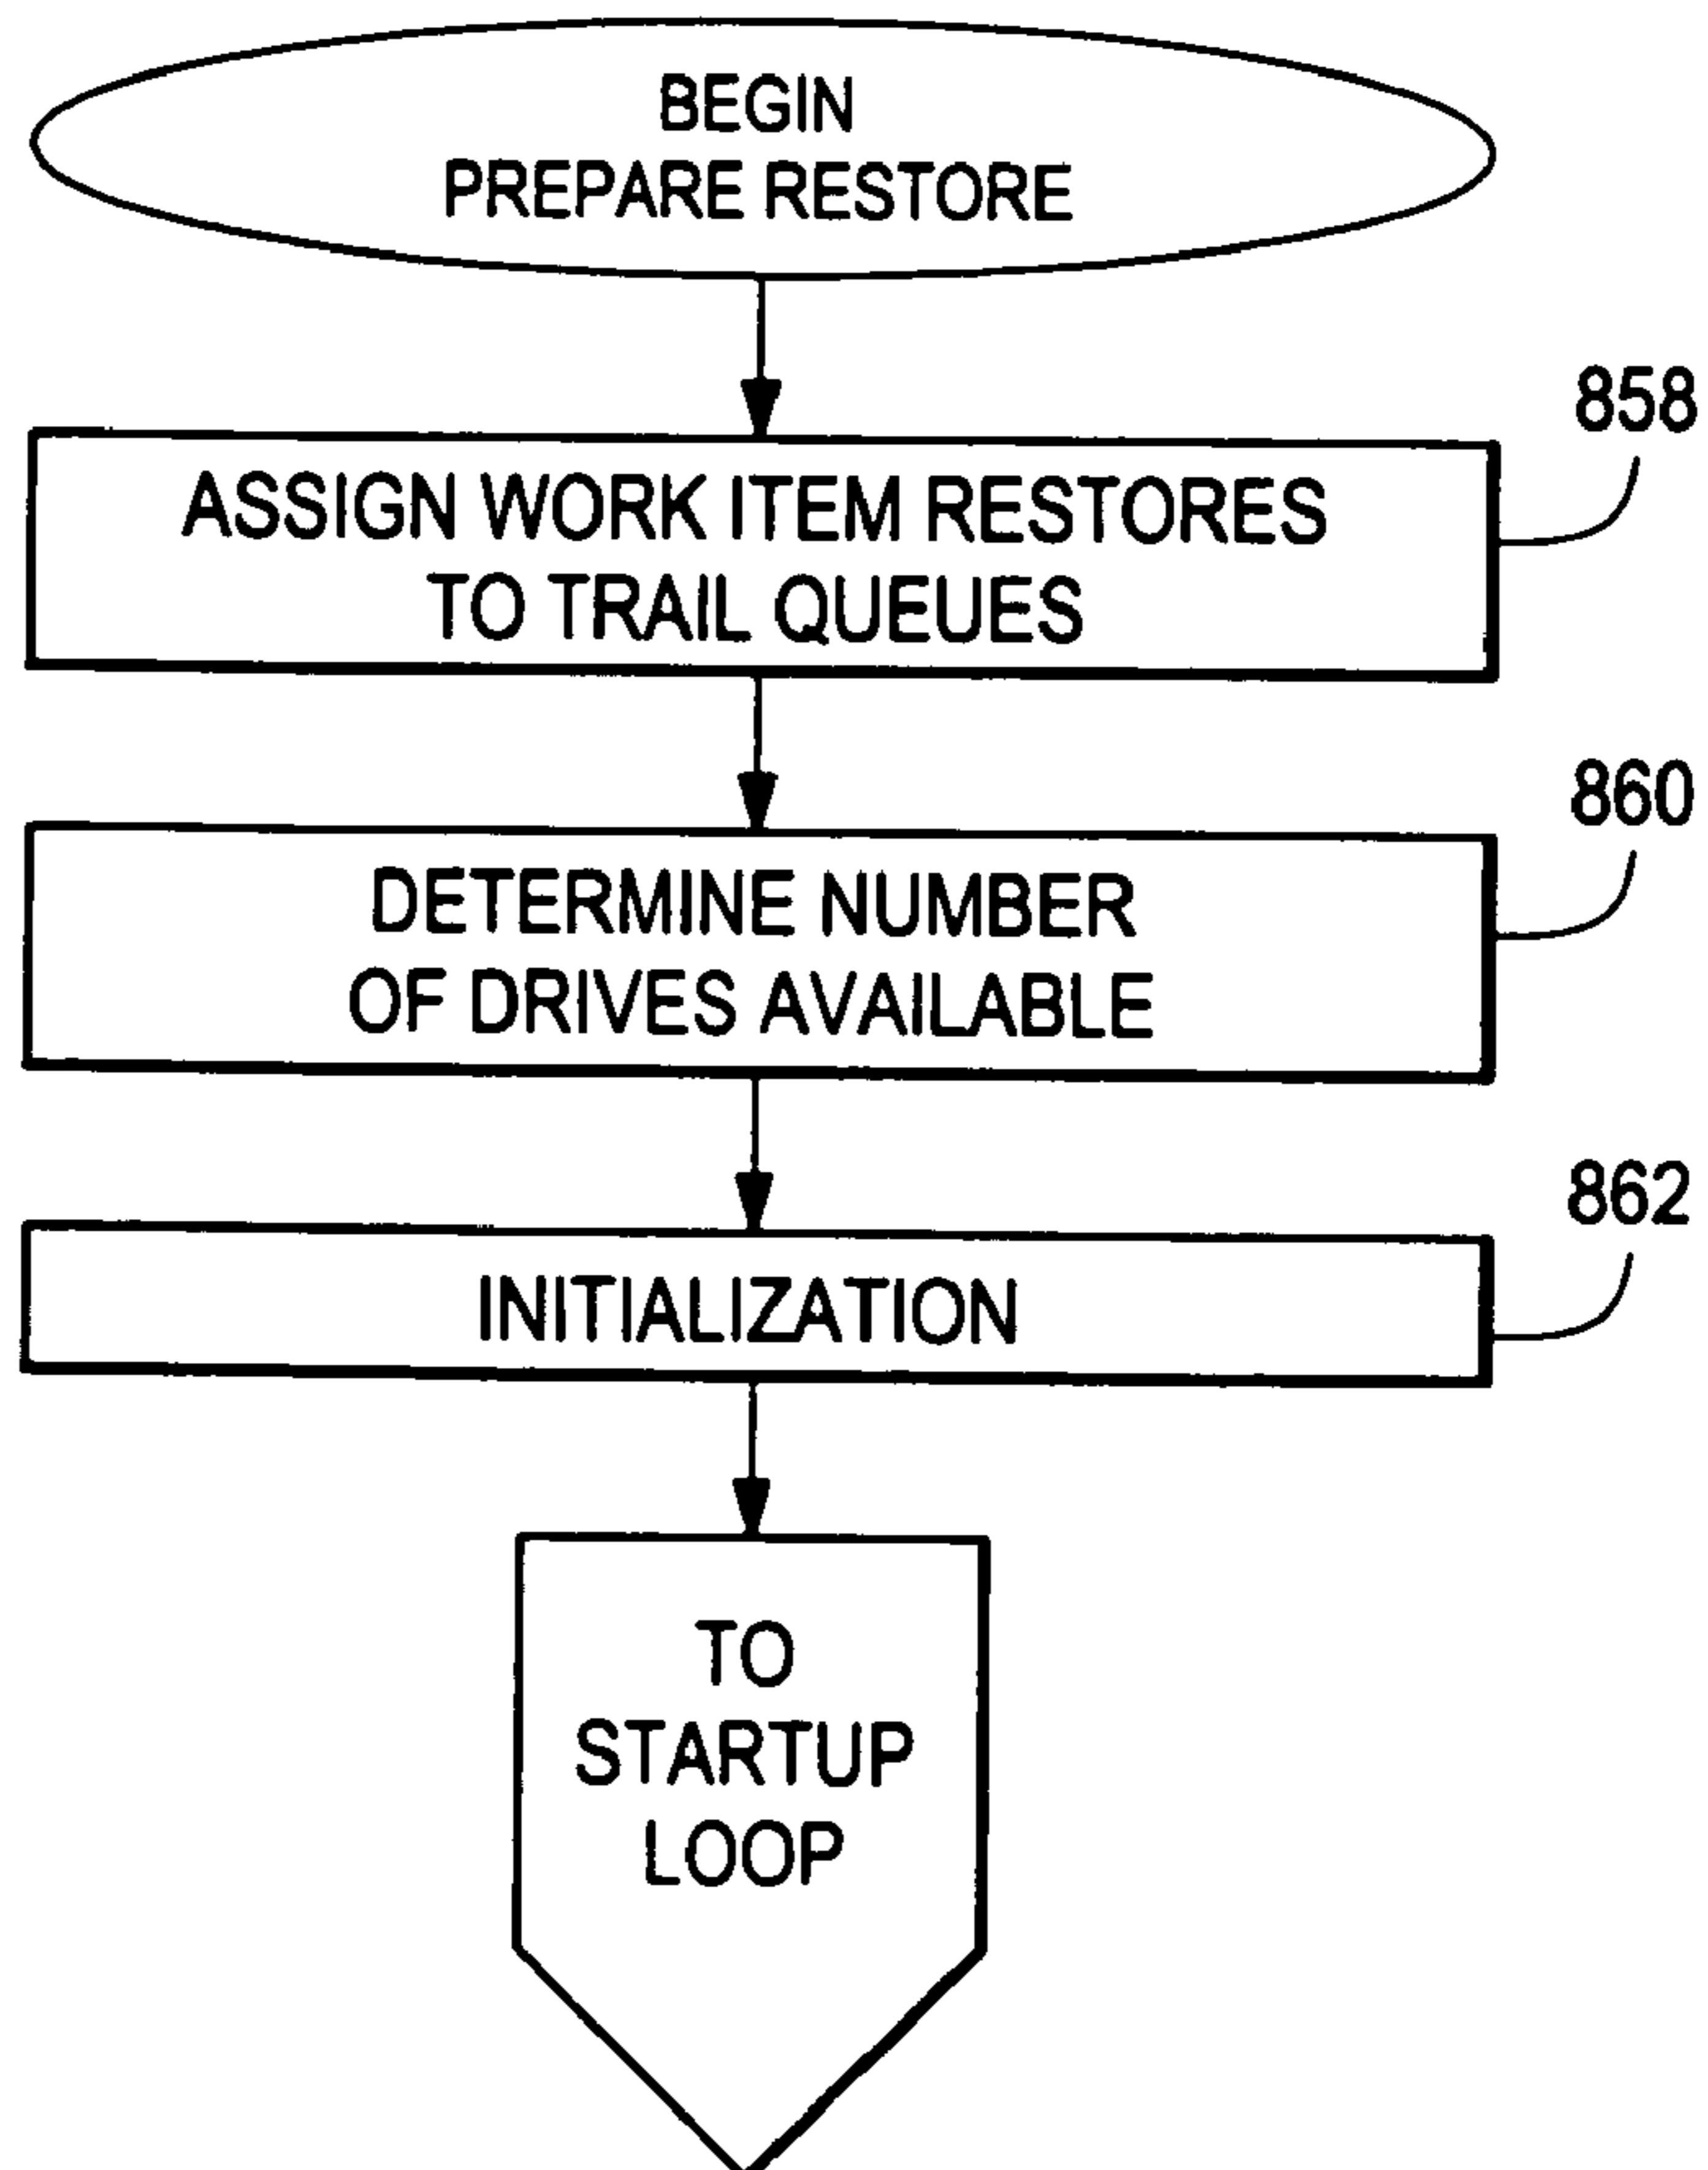 BEGIN
PREPARE RESTORE
858
ASSIGN WORK ITEM RESTORES
TO TRAIL QUEUES
860
DETERMINE NUMBER
OF DRIVES AVAILABLE
862
INITIALIZATION
TO
STARTUP
LOOP